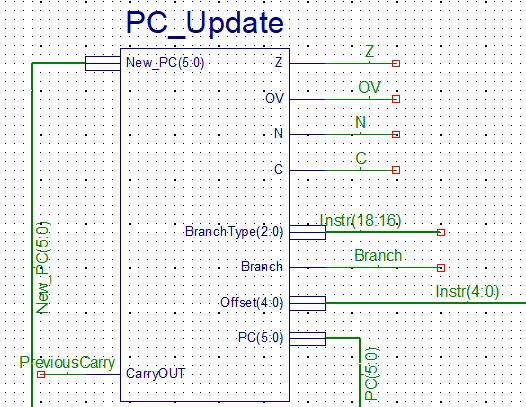 PC_Update
New_PC(5:0)
Z
Z
OV
OV
N
N
C
C
BranchType(2:0)
Instr(18:16)
Branch
Branch
Offset(4:0)
Instr(4:0)
PC(5:0)
PC(5:0)
New_PC(5:0)
PreviousCarry
CarryOUT